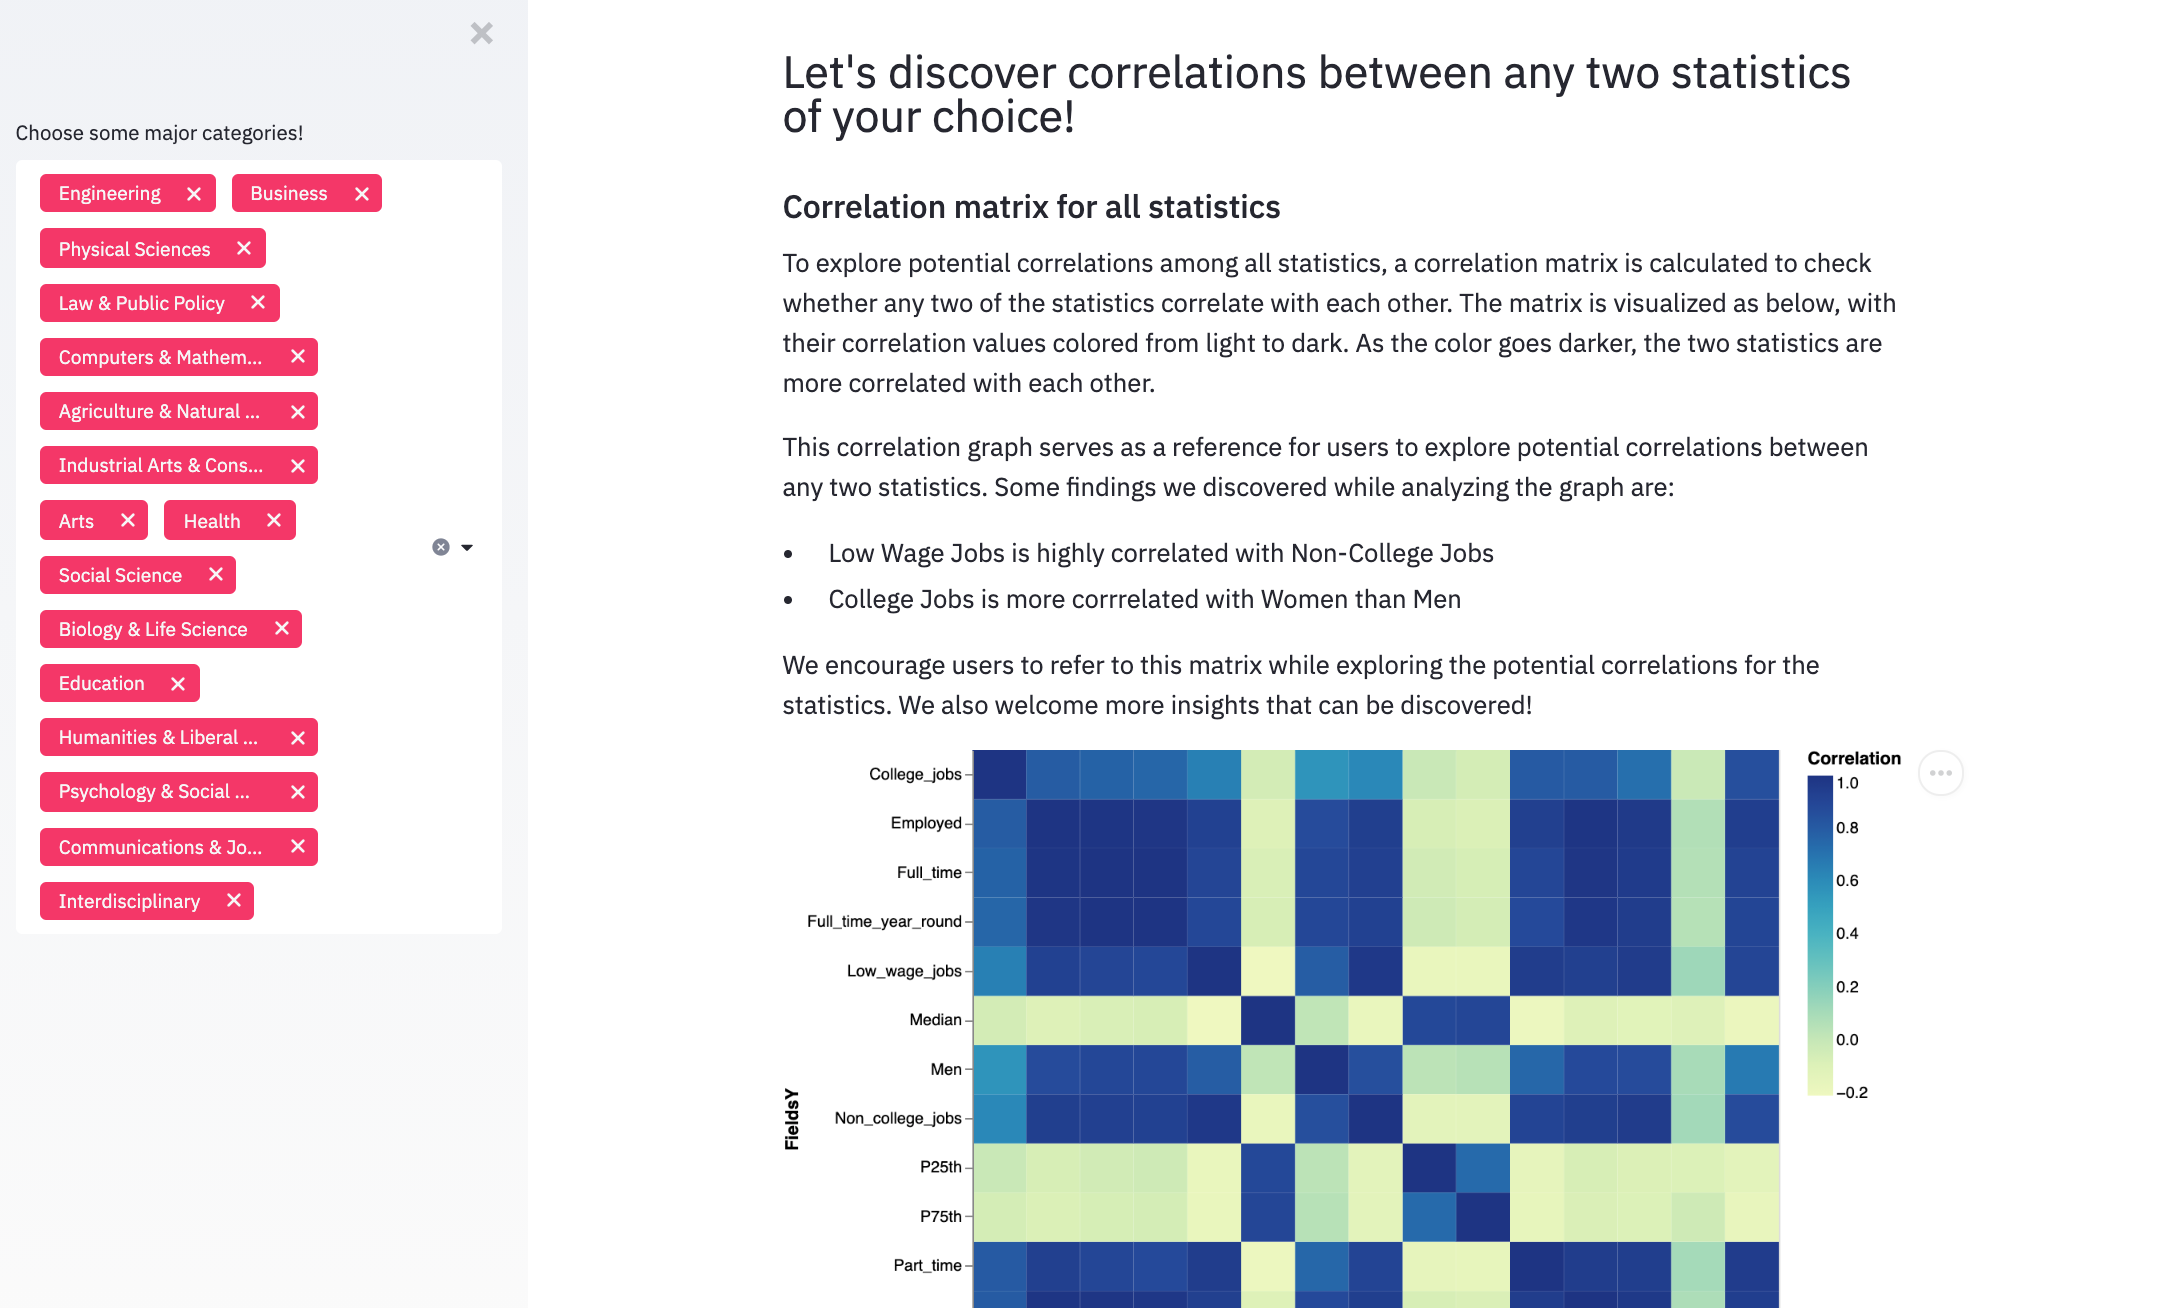 Choose some major categories!
Engineering
Business
Physical Sciences
Law & Public Policy
Computers & Mathem...
Agriculture & Natural ...
Industrial Arts & Cons...
Arts
Health
Social Science
Biology & Life Science
Education
Humanities & Liberal ...
Psychology & Social ...
Communications & Jo...
Interdisciplinary
Let's discover correlations between any two statistics
of your choice!
Correlation matrix for all statistics
To explore potential correlations among all statistics, a correlation matrix is calculated to check
whether any two of the statistics correlate with each other. The matrix is visualized as below, with
their correlation values colored from light to dark. As the color goes darker, the two statistics are
more correlated with each other.
This correlation graph serves as a reference for users to explore potential correlations between
any two statistics. Some findings we discovered while analyzing the graph are:
• Low Wage Jobs is highly correlated with Non-College Jobs
• College Jobs is more corrrelated with Women than Men
We encourage users to refer to this matrix while exploring the potential correlations for the
statistics. We also welcome more insights that can be discovered!
FieldsY
College_jobs
Employed
Full_time
Full_time_year_round
Low_wage_jobs
Median
Men
Non_college_jobs
P25th
P75th
Part_time
Correlation
1.0
0.8
0.6
0.4
0.2
0.0
−0.2